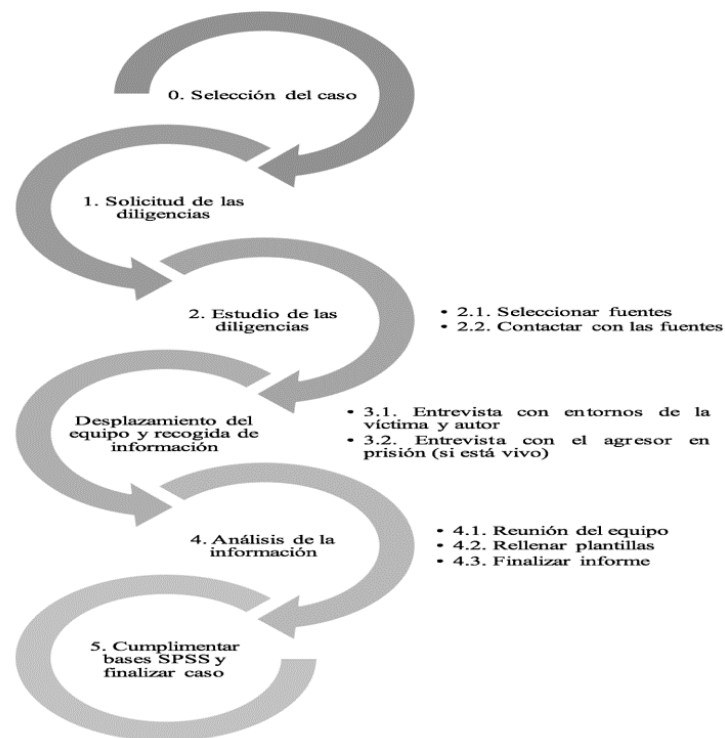 0. Selección del caso
1. Solicitud de las
diligencias
2. Estudio de las
diligencias
• 2.1. Seleccionar fuentes
• 2.2. Contactar con las fuentes
Desplazamiento del
equipo y recogida de
información
• 3.1. Entrevista con entornos de la
víctima y autor
• 3.2. Entrevista con el agresor en
prisión (si está vivo)
4. Análisis de la
información
• 4.1. Reunión del equipo
• 4.2. Rellenar plantillas
• 4.3. Finalizar informe
5. Cumplimentar
bases SPSS y
finalizar caso